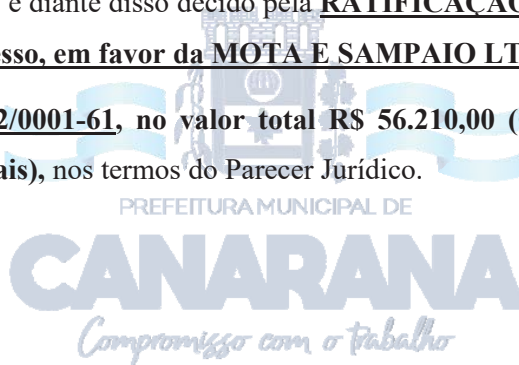 e diante disso decido pela RATIFICAÇÃO
esso, em favor da MOTA E SAMPAIO LT
2/0001-61, no valor total R$ 56.210,00 (
ais), nos termos do Parecer Jurídico.
PREFEITURA MUNICIPAL DE
CANARANA
Compromisso com o trabalho